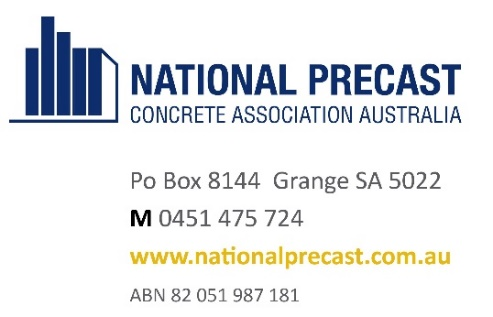 NATIONAL PRECAST
CONCRETE ASSOCIATION AUSTRALIA
Po Box 8144 Grange SA 5022
M 0451 475 724
www.nationalprecast.com.au
ABN 82 051 987 181